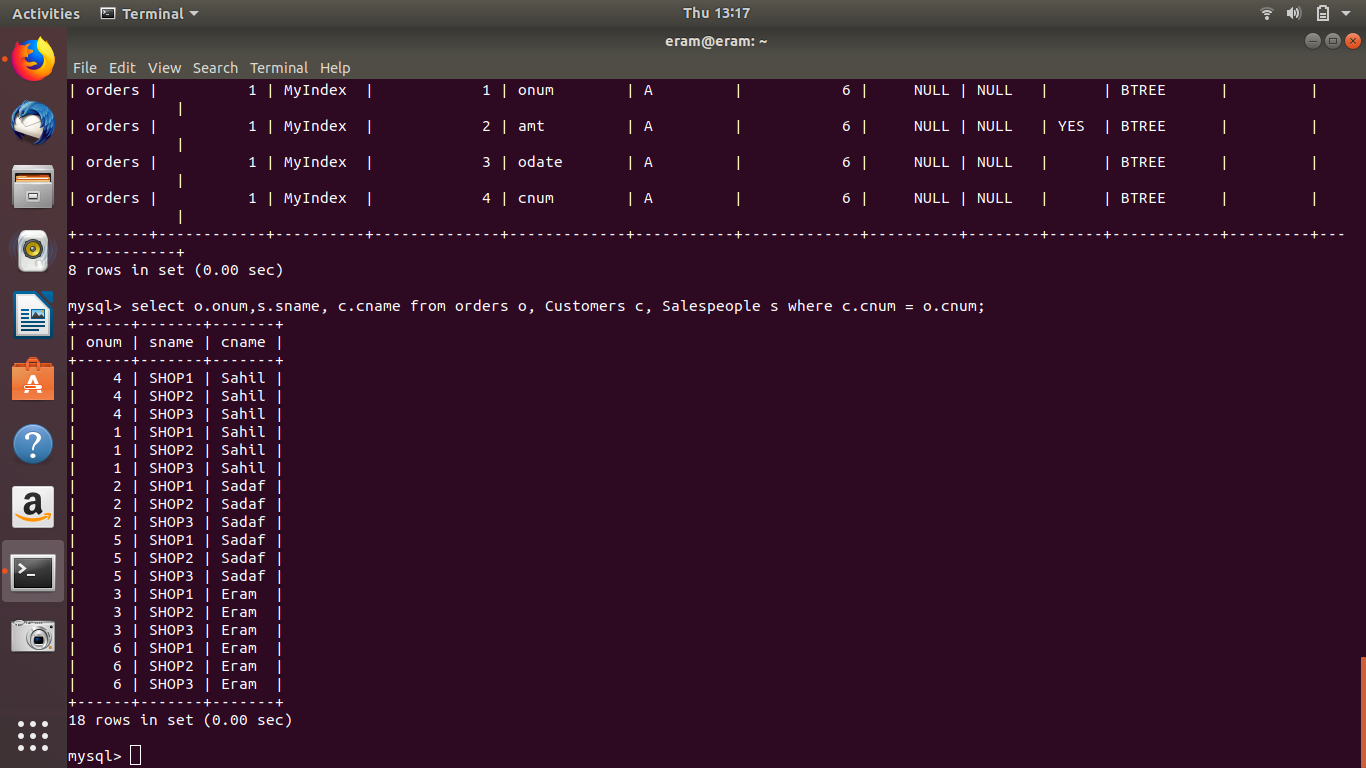 Activities Terminal Thu 13:17
eram@eram: ~
File Edit View Search Terminal Help
| orders |          1 | MyIndex  |            1 | onum        | A         |           6 |     NULL | NULL   |      | BTREE      |         |
            |
| orders |          1 | MyIndex  |            2 | amt         | A         |           6 |     NULL | NULL   | YES  | BTREE      |         |
            |
| orders |          1 | MyIndex  |            3 | odate       | A         |           6 |     NULL | NULL   |      | BTREE      |         |
            |
| orders |          1 | MyIndex  |            4 | cnum        | A         |           6 |     NULL | NULL   |      | BTREE      |         |
            |
+--------+------------+----------+--------------+-------------+-----------+-------------+----------+--------+------+------------+---------+---
------------+
8 rows in set (0.00 sec)
mysql> select o.onum,s.sname, c.cname from orders o, Customers c, Salespeople s where c.cnum = o.cnum;
+------+-------+-------+
| onum | sname | cname |
+------+-------+-------+
|    4 | SHOP1 | Sahil |
|    4 | SHOP2 | Sahil |
|    4 | SHOP3 | Sahil |
|    1 | SHOP1 | Sahil |
|    1 | SHOP2 | Sahil |
|    1 | SHOP3 | Sahil |
|    2 | SHOP1 | Sadaf |
|    2 | SHOP2 | Sadaf |
|    2 | SHOP3 | Sadaf |
|    5 | SHOP1 | Sadaf |
|    5 | SHOP2 | Sadaf |
|    5 | SHOP3 | Sadaf |
|    3 | SHOP1 | Eram  |
|    3 | SHOP2 | Eram  |
|    3 | SHOP3 | Eram  |
|    6 | SHOP1 | Eram  |
|    6 | SHOP2 | Eram  |
|    6 | SHOP3 | Eram  |
+------+-------+-------+
18 rows in set (0.00 sec)
mysql>